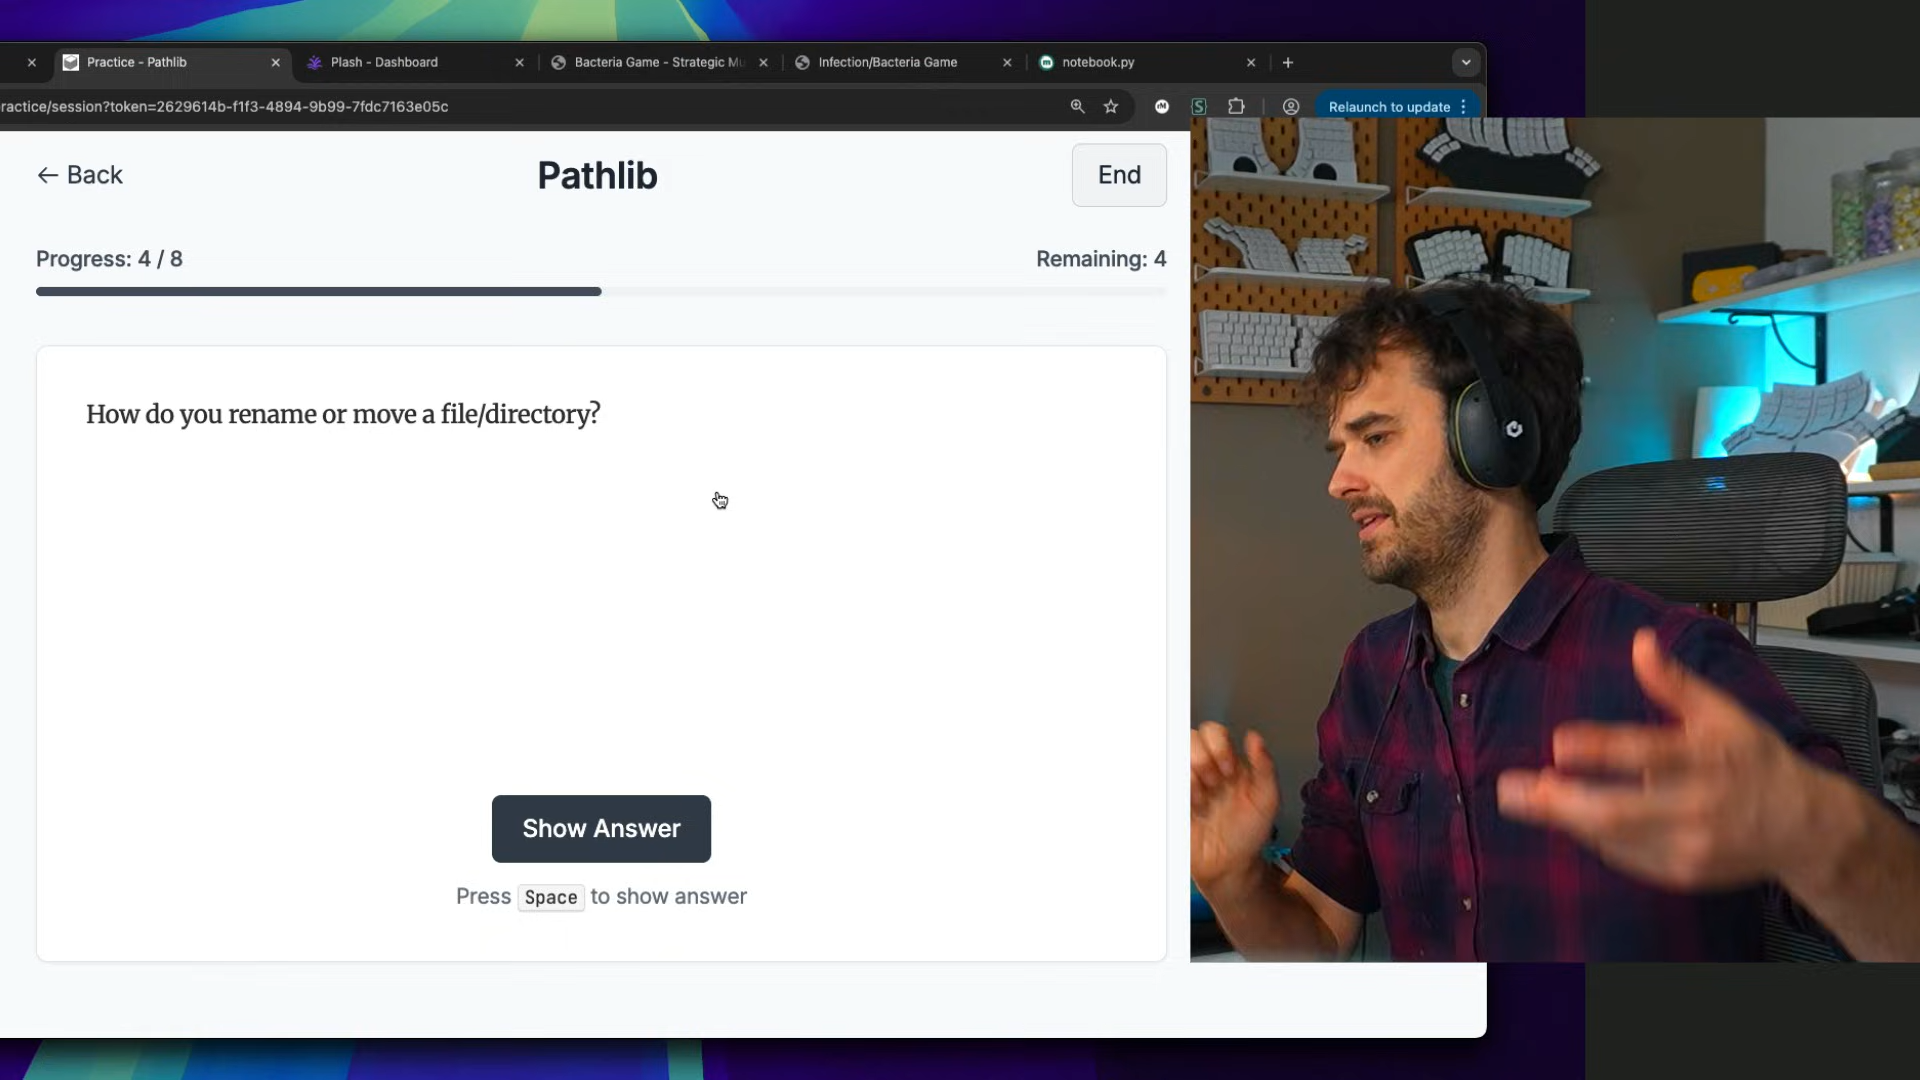 Practice - Pathlib
Plash - Dashboard
Bacteria Game - Strategic Mu
Infection/Bacteria Game
notebook.py
ractice/session?token=2629614b-f1f3-4894-9b99-7fdc7163e05c
Relaunch to update
← Back
Pathlib
End
Progress: 4 / 8
Remaining: 4
How do you rename or move a file/directory?
Show Answer
Press Space to show answer